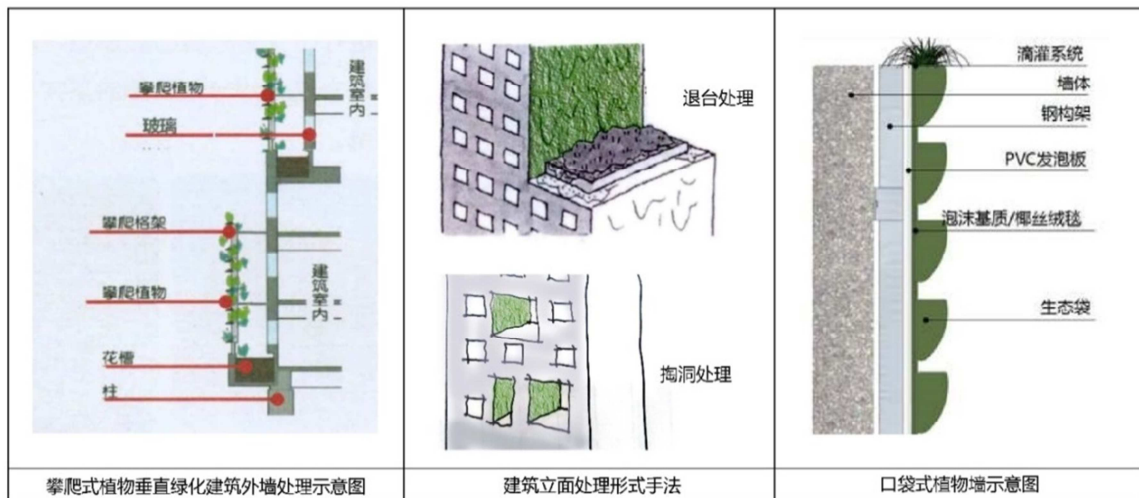 攀爬植物
玻璃
建筑室内
攀爬格架
攀爬植物
建筑室内
花槽
柱
攀爬式植物垂直绿化建筑外墙处理示意图
退台处理
掏洞处理
建筑立面处理形式手法
滴灌系统
墙体
钢构架
PVC发泡板
泡沫基质/椰丝绒毯
生态袋
口袋式植物墙示意图